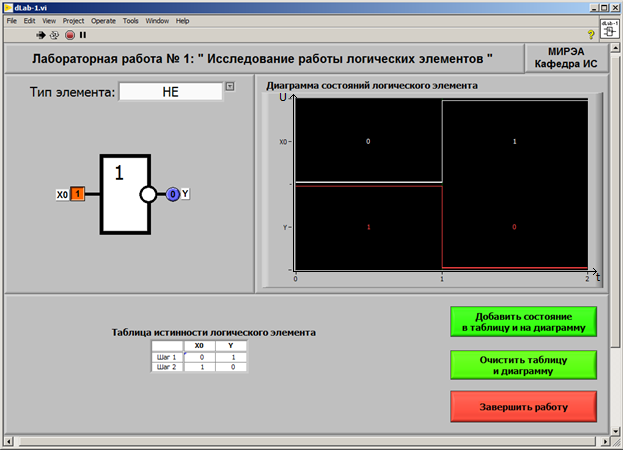 dLab-1.vi
File Edit View Project Operate Tools Window Help
?
dLab-1
Лабораторная работа № 1: " Исследование работы логических элементов "
МИРЭА
Кафедра ИС
Тип элемента: НЕ
Диаграмма состояний логического элемента
U
X0 0 1
Y 1 0
0 1 2 t
1
X0 1 0 Y
Таблица истинности логического элемента
X0 Y
Шаг 1 0 1
Шаг 2 1 0
Добавить состояние
в таблицу и на диаграмму
Очистить таблицу
и диаграмму
Завершить работу